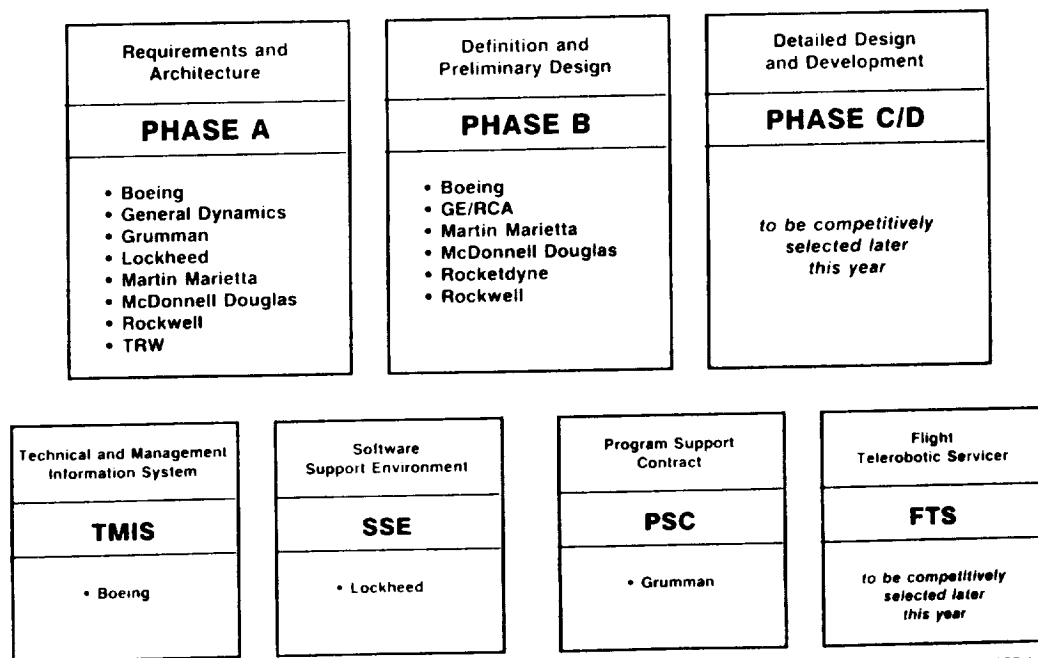 Requirements and
Architecture
PHASE A
• Boeing
• General Dynamics
• Grumman
• Lockheed
• Martin Marietta
• McDonnell Douglas
• Rockwell
• TRW
Definition and
Preliminary Design
PHASE B
• Boeing
• GE/RCA
• Martin Marietta
• McDonnell Douglas
• Rocketdyne
• Rockwell
Detailed Design
and Development
PHASE C/D
to be competitively
selected later
this year
Technical and Management
Information System
TMIS
• Boeing
Software
Support Environment
SSE
• Lockheed
Program Support
Contract
PSC
• Grumman
Flight
Telerobotic Servicer
FTS
to be competitively
selected later
this year